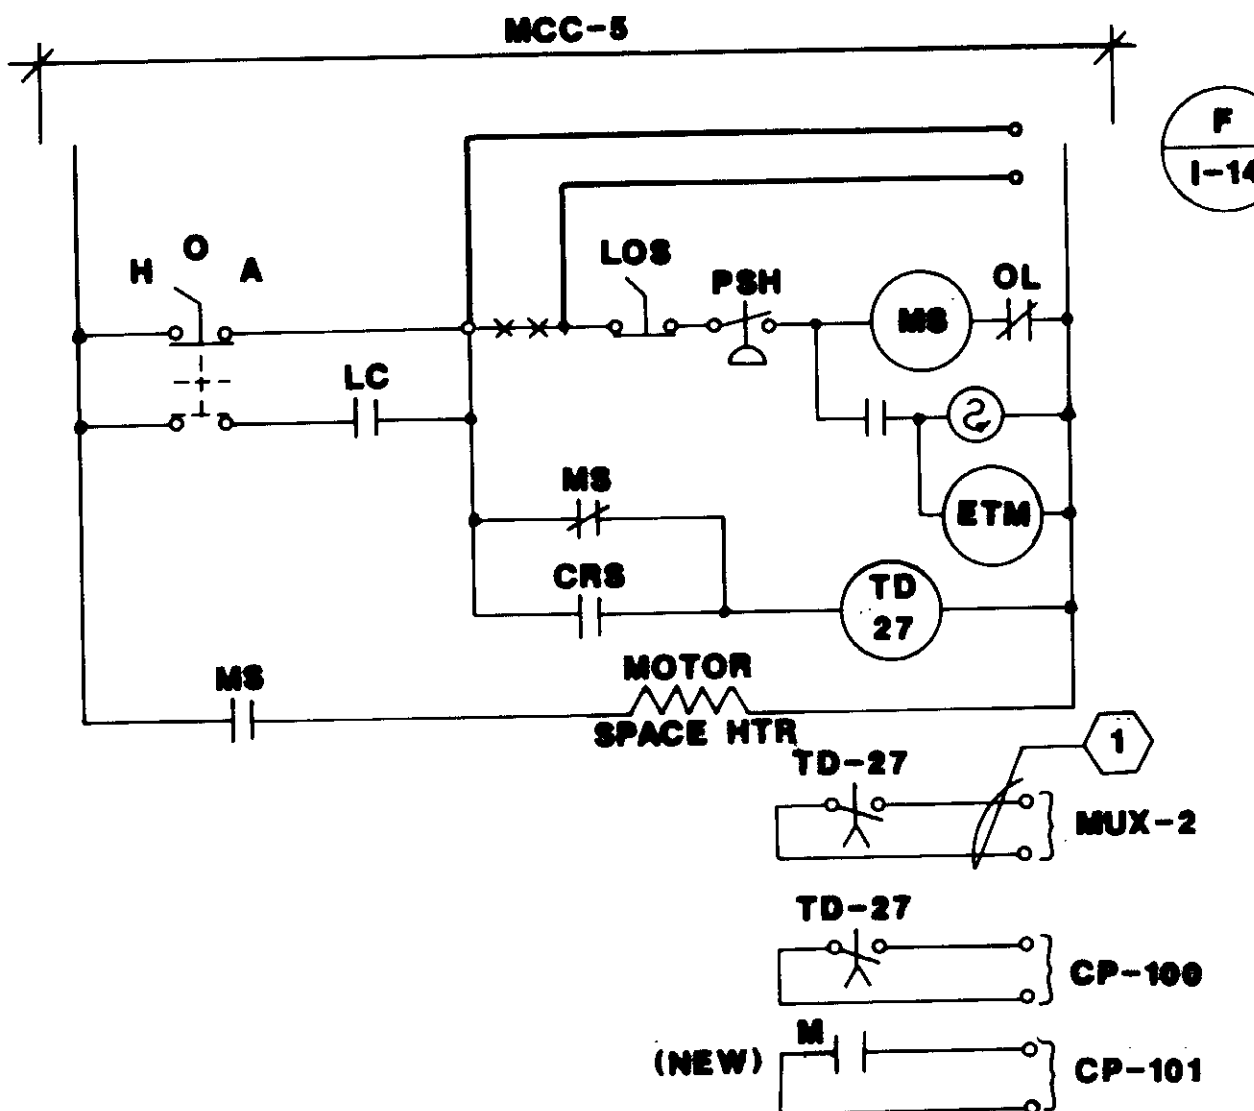 MCC-5
F
I-14
H O A
LOS
PSH
OL
MS
LC
MS
ETM
CRS
TD
27
MS
MOTOR
SPACE HTR
1
TD-27
MUX-2
TD-27
CP-100
M
(NEW)
CP-101